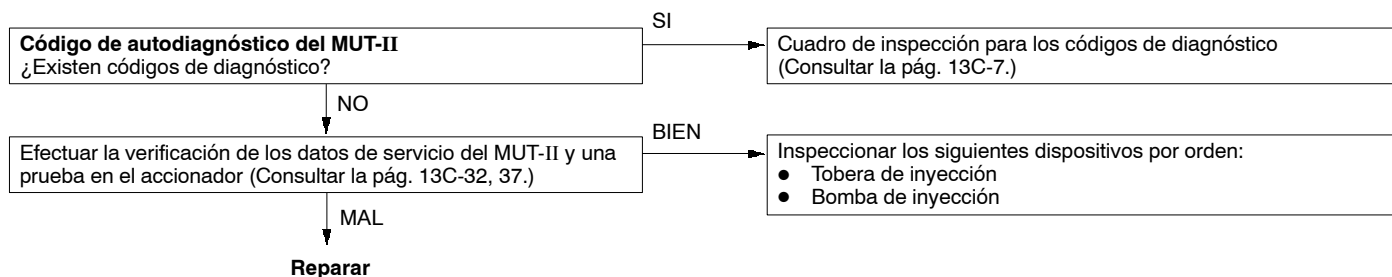 SI
Código de autodiagnóstico del MUT-II
¿Existen códigos de diagnóstico?
Cuadro de inspección para los códigos de diagnóstico
(Consultar la pág. 13C-7.)
NO
BIEN
Efectuar la verificación de los datos de servicio del MUT-II y una
prueba en el accionador (Consultar la pág. 13C-32, 37.)
Inspeccionar los siguientes dispositivos por orden:
● Tobera de inyección
● Bomba de inyección
MAL
Reparar